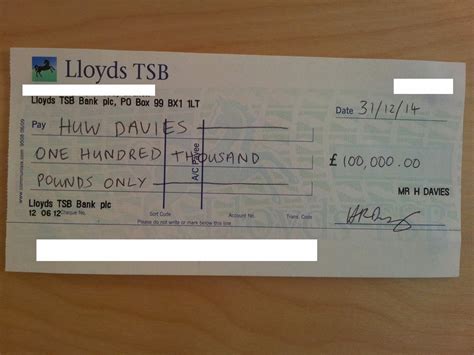 Lloyds TSB
Lloyds TSB Bank plc, PO Box 99 BX1 1LT
Date 31/12/14
Pay HUW DAVIES
ONE HUNDRED THOUSAND
£ 100,000.00
POUNDS ONLY
A/C Payee
MR H DAVIES
Lloyds TSB Bank plc
12 06 12 Cheque No. Sort Code Account No. Trans. Code
Please do not write or mark below this line